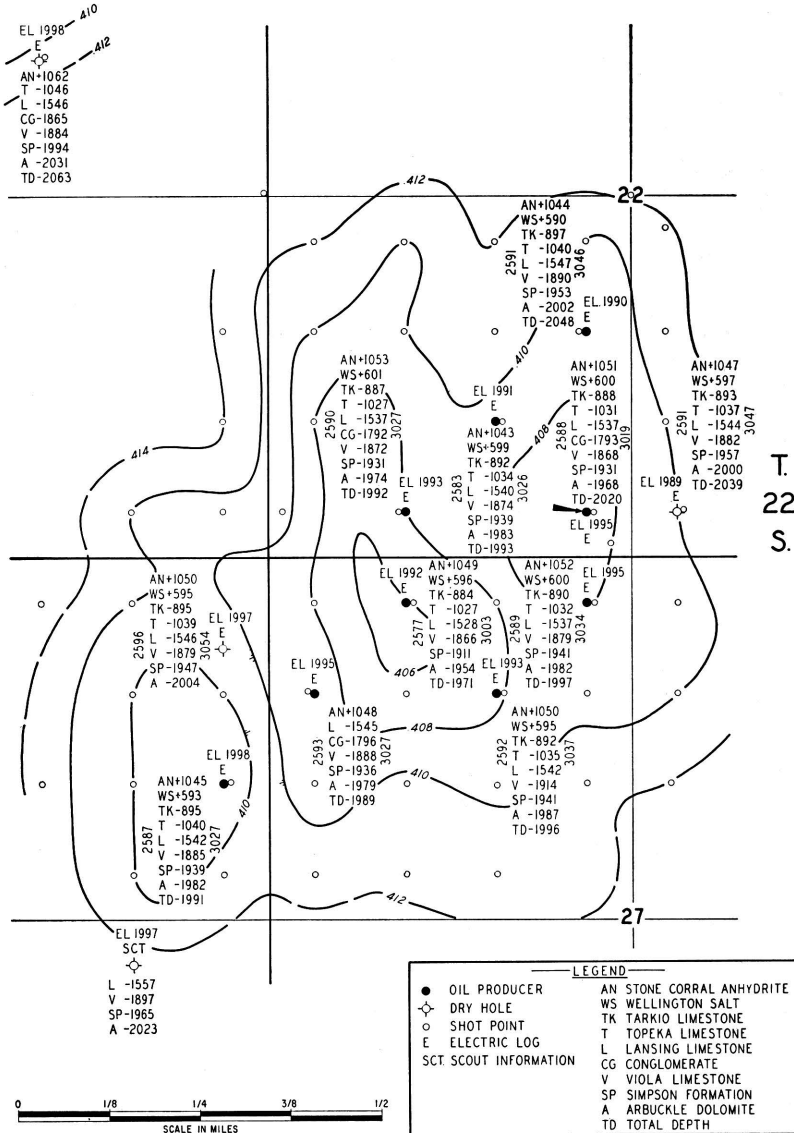 410
EL 1998
E
412
AN+1062
T -1046
L -1546
CG-1865
V -1884
SP-1994
A -2031
TD-2063
412
22
AN+1044
WS+590
TK-897
T -1040
L -1547
V -1890
SP-1953
A -2002
TD-2048
2591
3046
EL. 1990
E
410
AN+1053
WS+601
TK-887
T -1027
L -1537
CG-1792
V -1872
SP-1931
A -1974
TD-1992
2590
3027
EL 1991
E
AN+1043
WS+599
TK-892
T -1034
L -1540
V -1874
SP-1939
A -1983
TD-1993
2583
3026
408
AN+1051
WS+600
TK-888
T -1031
L -1537
CG-1793
V -1868
SP-1931
A -1968
TD-2020
2588
3019
EL 1995
E
AN+1047
WS+597
TK-893
T -1037
L -1544
V -1882
SP-1957
A -2000
TD-2039
2591
3047
EL 1989
E
T.
22
S.
414
EL 1993
E
AN+1050
WS+595
TK-895
T -1039
L -1546
V -1879
SP-1947
A -2004
2596
3054
EL 1997
E
EL 1992
E
AN+1049
WS+596
TK-884
T -1027
L -1528
V -1866
SP-1911
A -1954
TD-1971
2577
3003
AN+1052
WS+600
TK-890
T -1032
L -1537
V -1879
SP-1941
A -1982
TD-1997
2589
3034
EL 1995
E
406
EL 1995
E
EL 1993
E
AN+1048
L -1545
CG-1796
V -1888
SP-1936
A -1979
TD-1989
2593
3027
408
410
AN+1050
WS+595
TK-892
T -1035
L -1542
V -1914
SP-1941
A -1987
TD-1996
2592
3037
EL 1998
E
AN+1045
WS+593
TK-895
T -1040
L -1542
V -1885
SP-1939
A -1982
TD-1991
2587
3027
410
412
27
EL 1997
SCT
L -1557
V -1897
SP-1965
A -2023
LEGEND
OIL PRODUCER
DRY HOLE
SHOT POINT
E ELECTRIC LOG
SCT. SCOUT INFORMATION
AN STONE CORRAL ANHYDRITE
WS WELLINGTON SALT
TK TARKIO LIMESTONE
T TOPEKA LIMESTONE
L LANSING LIMESTONE
CG CONGLOMERATE
V VIOLA LIMESTONE
SP SIMPSON FORMATION
A ARBUCKLE DOLOMITE
TD TOTAL DEPTH
0 1/8 1/4 3/8 1/2
SCALE IN MILES